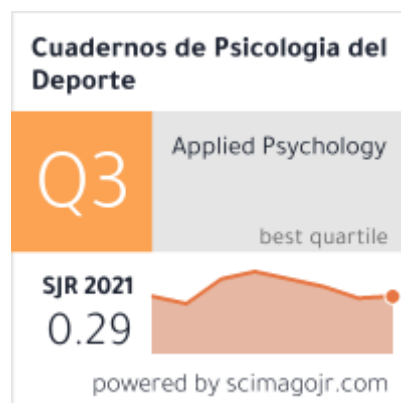 Cuadernos de Psicologia del
Deporte
Q3
Applied Psychology
best quartile
SJR 2021
0.29
powered by scimagojr.com